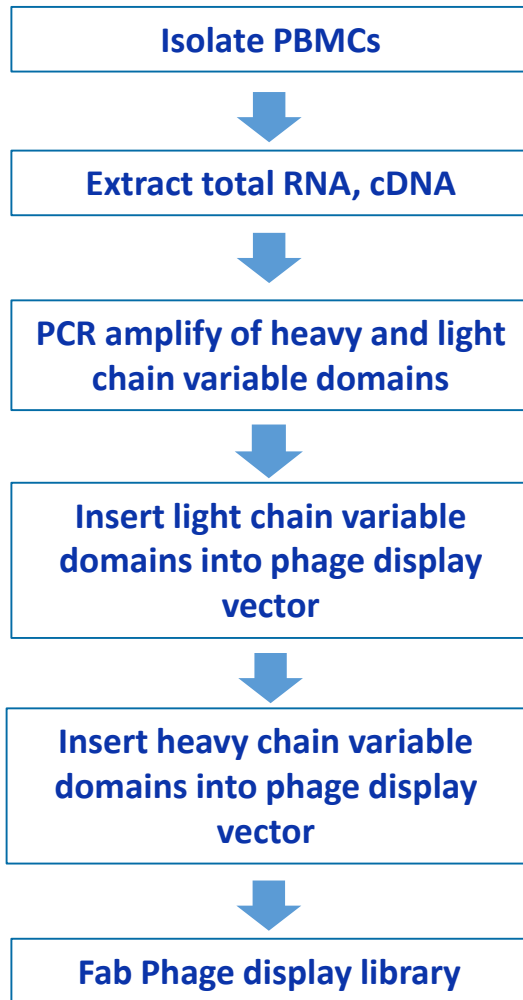 Isolate PBMCs
Extract total RNA, cDNA
PCR amplify of heavy and light
chain variable domains
Insert light chain variable
domains into phage display
vector
Insert heavy chain variable
domains into phage display
vector
Fab Phage display library